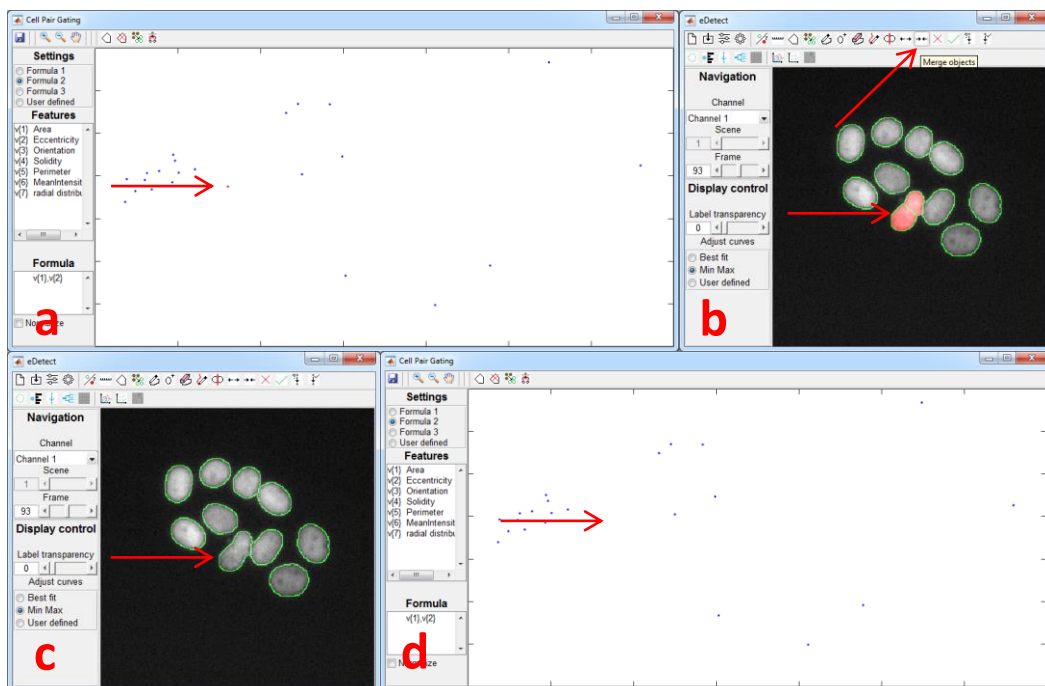 Cell Pair Gating
Settings
Formula 1
Formula 2
Formula 3
User defined
Features
v{1} Area
v{2} Eccentricity
v{3} Orientation
v{4} Solidity
v{5} Perimeter
v{6} MeanIntensit
v{7} radial distribu
Formula
v{1},v{2}
Normalize
a
eDetect
Merge objects
Navigation
Channel
Channel 1
Scene
1
Frame
93
Display control
Label transparency
0
Adjust curves
Best fit
Min Max
User defined
b
eDetect
Navigation
Channel
Channel 1
Scene
1
Frame
93
Display control
Label transparency
0
Adjust curves
Best fit
Min Max
User defined
c
Cell Pair Gating
Settings
Formula 1
Formula 2
Formula 3
User defined
Features
v{1} Area
v{2} Eccentricity
v{3} Orientation
v{4} Solidity
v{5} Perimeter
v{6} MeanIntensit
v{7} radial distribu
Formula
v{1},v{2}
Normalize
d